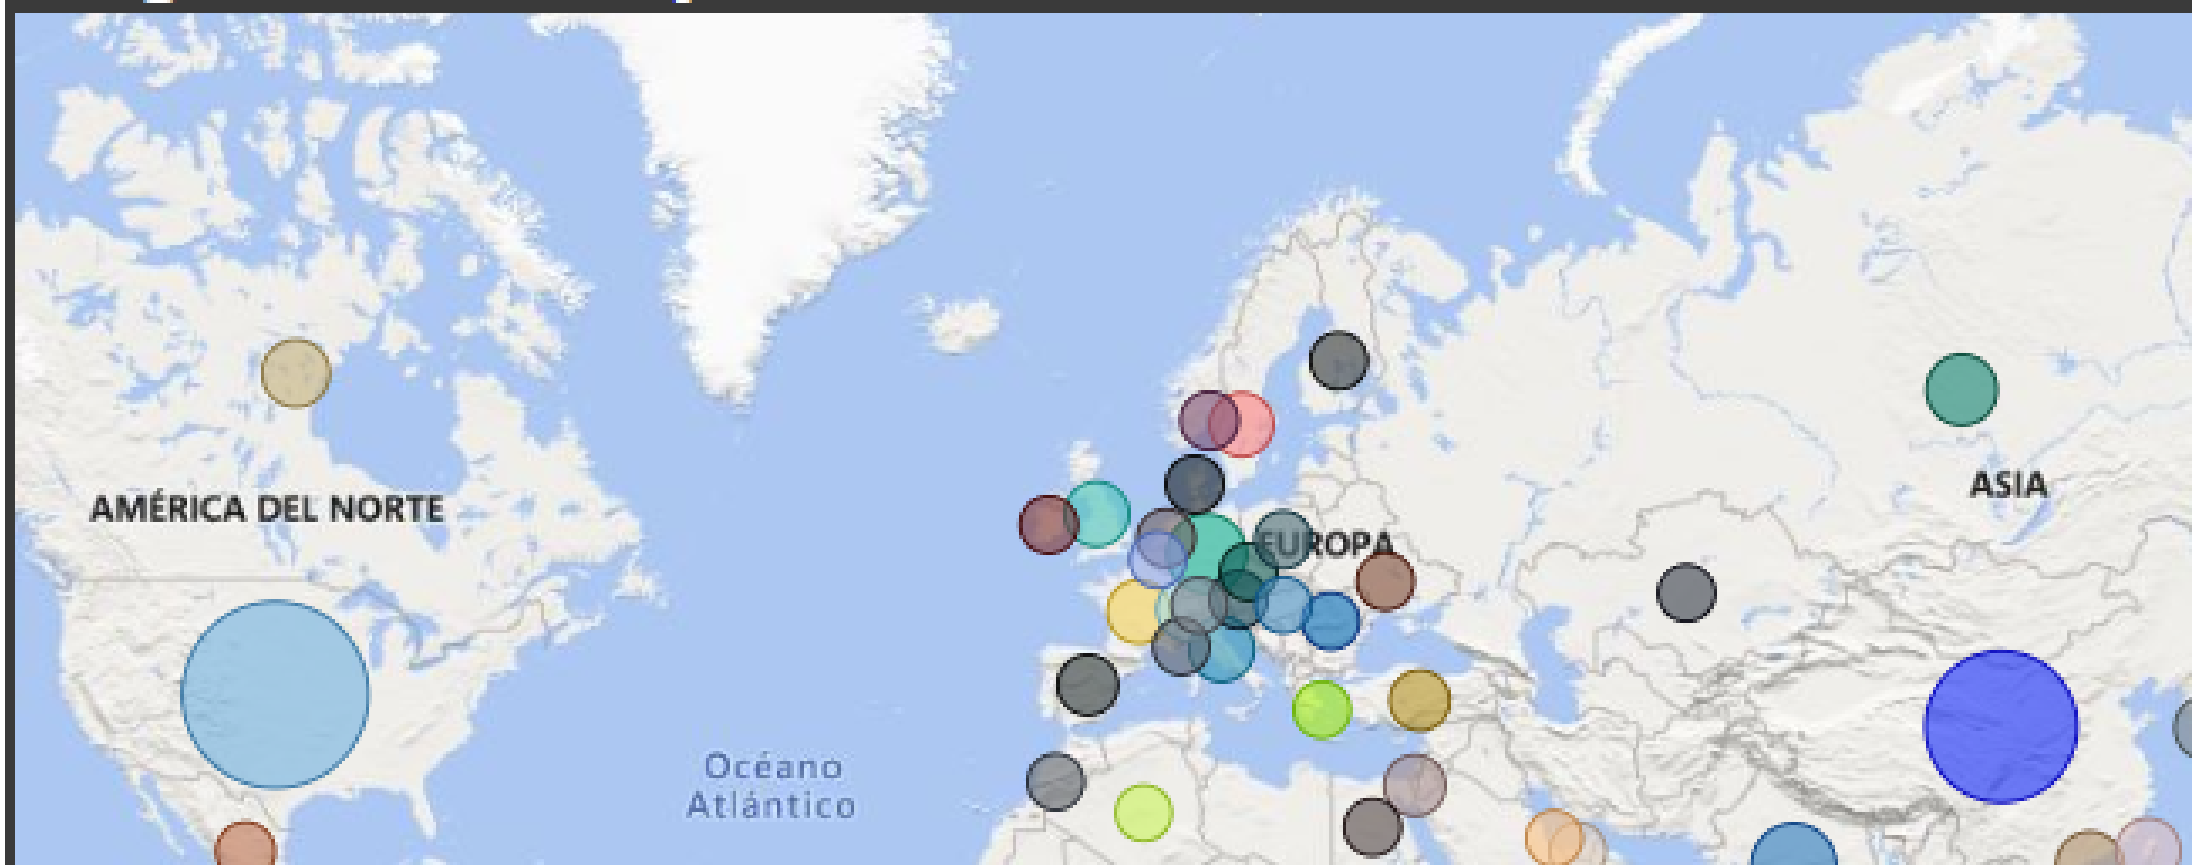 AMÉRICA DEL NORTE
ASIA
EUROPA
Océano
Atlántico